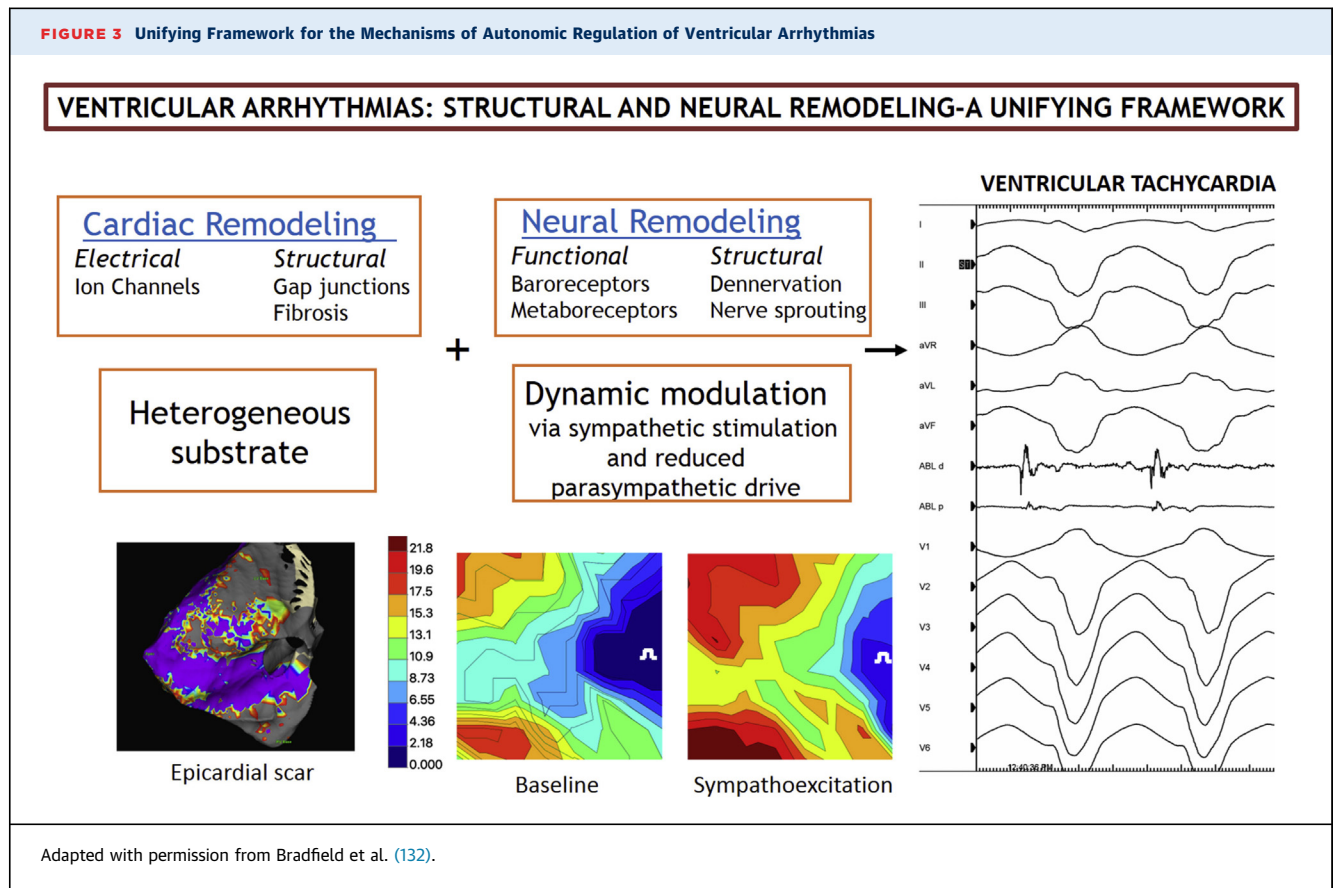 FIGURE 3 Unifying Framework for the Mechanisms of Autonomic Regulation of Ventricular Arrhythmias
VENTRICULAR ARRHYTHMIAS: STRUCTURAL AND NEURAL REMODELING-A UNIFYING FRAMEWORK
Cardiac Remodeling
Electrical
Ion Channels
Structural
Gap junctions
Fibrosis
Heterogeneous
substrate
+
Neural Remodeling
Functional
Baroreceptors
Metaboreceptors
Structural
Dennervation
Nerve sprouting
Dynamic modulation
via sympathetic stimulation
and reduced
parasympathetic drive
Epicardial scar
21.8
19.6
17.5
15.3
13.1
10.9
8.73
6.55
4.36
2.18
0.000
Baseline
Sympathoexcitation
VENTRICULAR TACHYCARDIA
I
II
III
aVR
aVL
aVF
ABL d
ABL p
V1
V2
V3
V4
V5
V6
Adapted with permission from Bradfield et al. (132).